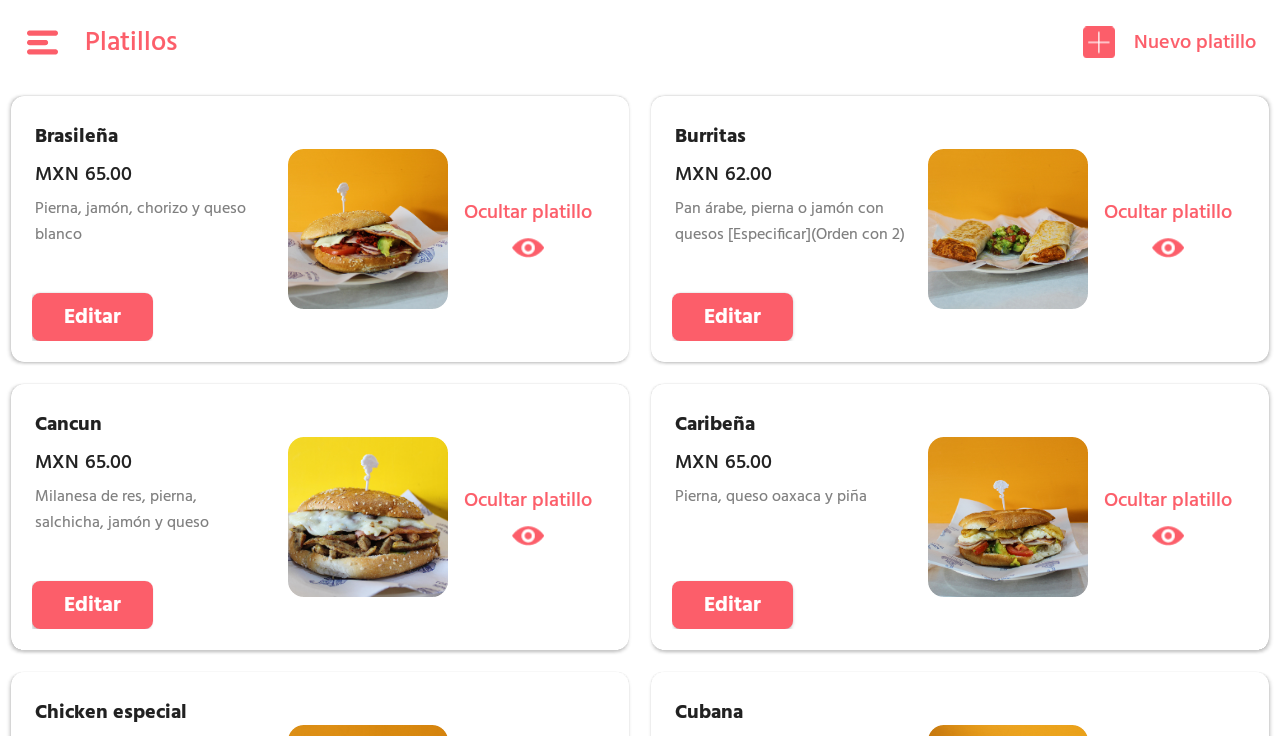 Platillos
Nuevo platillo
Brasileña
MXN 65.00
Pierna, jamón, chorizo y queso
blanco
Ocultar platillo
Editar
Burritas
MXN 62.00
Pan árabe, pierna o jamón con
quesos [Especificar](Orden con 2)
Ocultar platillo
Editar
Cancun
MXN 65.00
Milanesa de res, pierna,
salchicha, jamón y queso
Ocultar platillo
Editar
Caribeña
MXN 65.00
Pierna, queso oaxaca y piña
Ocultar platillo
Editar
Chicken especial
Cubana